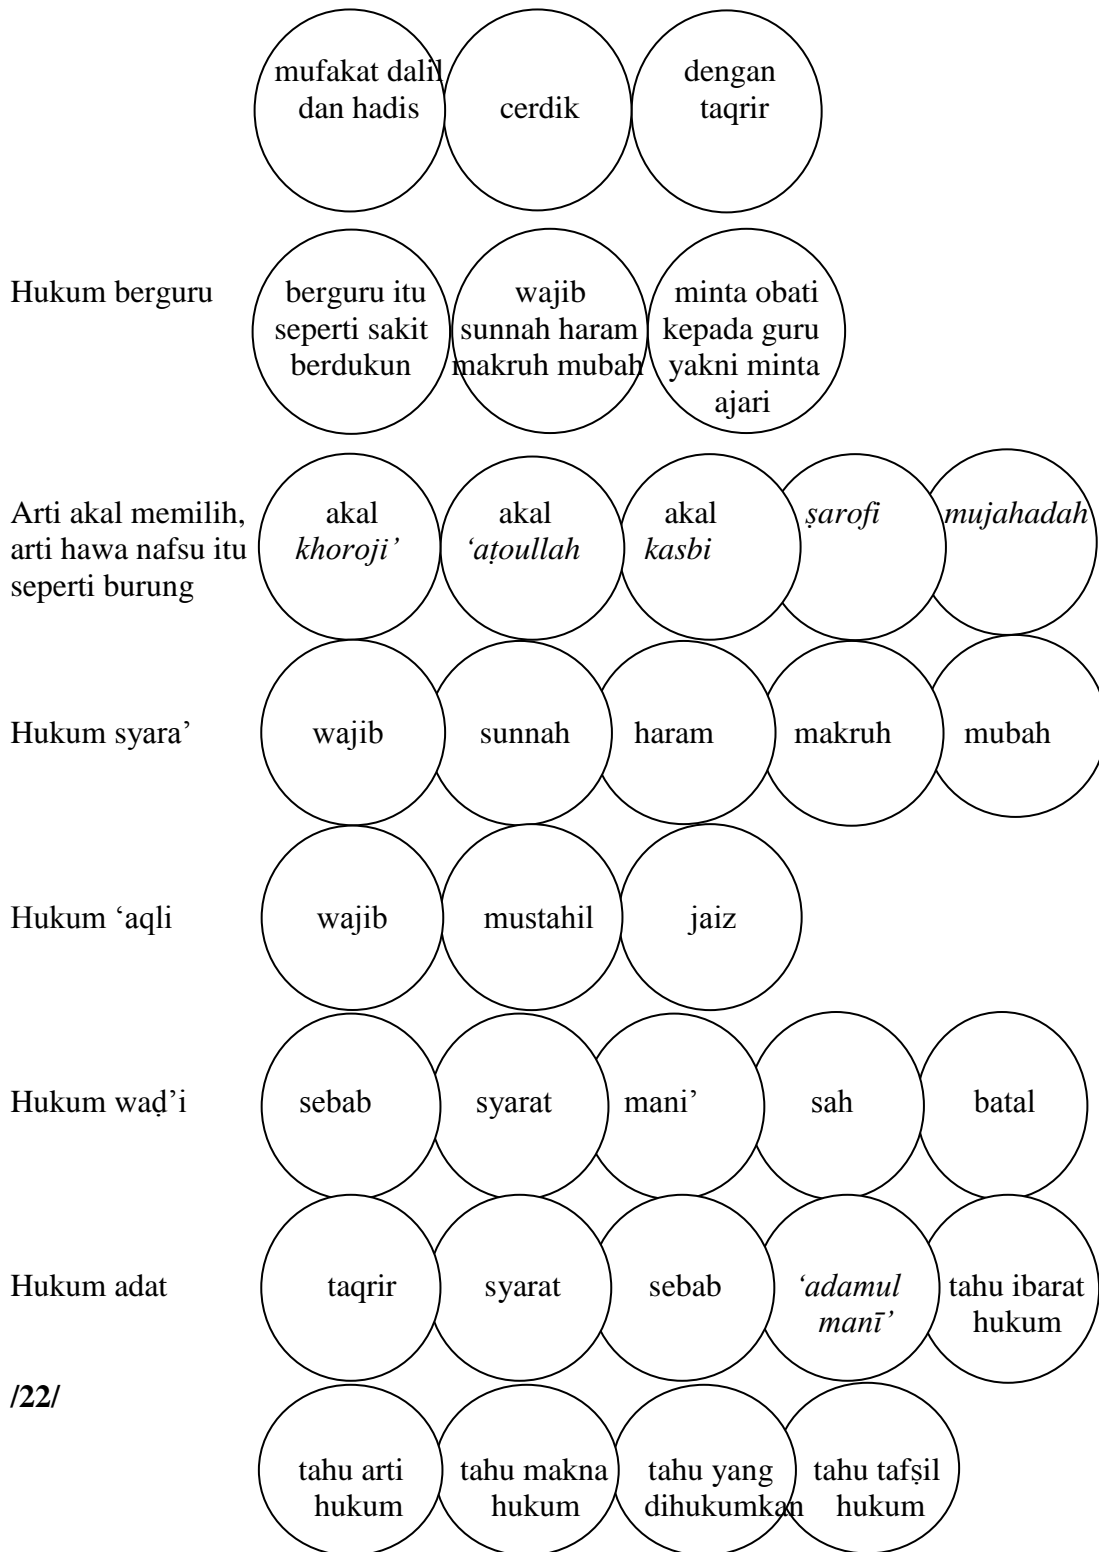 mufakat dalil
dan hadis
cerdik
dengan
taqrir
Hukum berguru
berguru itu
seperti sakit
berdukun
wajib
sunnah haram
makruh mubah
minta obati
kepada guru
yakni minta
ajari
Arti akal memilih,
arti hawa nafsu itu
seperti burung
akal
khoroji’
akal
‘aṭoullah
akal
kasbi
ṣarofi
mujahadah
Hukum syara’
wajib
sunnah
haram
makruh
mubah
Hukum ‘aqli
wajib
mustahil
jaiz
Hukum waḍ’i
sebab
syarat
mani’
sah
batal
Hukum adat
taqrir
syarat
sebab
‘adamul
manī’
tahu ibarat
hukum
/22/
tahu arti
hukum
tahu makna
hukum
tahu yang
dihukumkan
tahu tafṣil
hukum